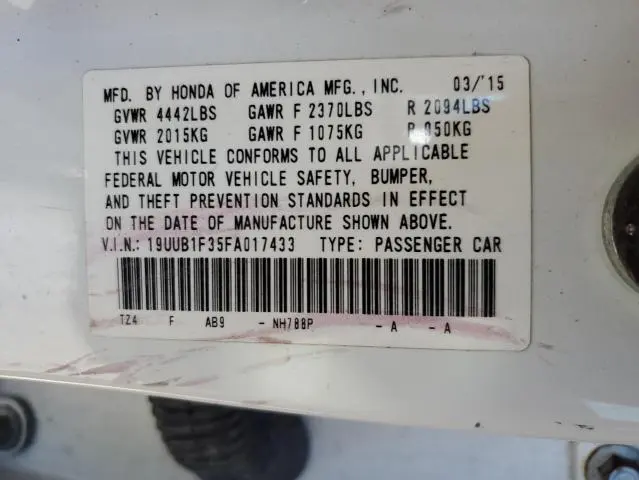 MFD. BY HONDA OF AMERICA MFG., INC. 03/'15
GVWR 4442LBS GAWR F 2370LBS R 2094LBS
GVWR 2015KG GAWR F 1075KG R 950KG
THIS VEHICLE CONFORMS TO ALL APPLICABLE
FEDERAL MOTOR VEHICLE SAFETY, BUMPER,
AND THEFT PREVENTION STANDARDS IN EFFECT
ON THE DATE OF MANUFACTURE SHOWN ABOVE.
V.I.N.: 19UUB1F35FA017433 TYPE: PASSENGER CAR
TZ4 F AB9 - NH788P - A - A